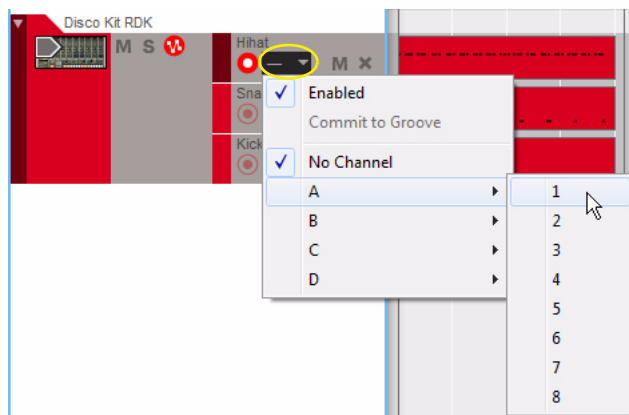 Disco Kit RDK
M S
Hihat
— M ×
Sna
Kick
✓ Enabled
Commit to Groove
✓ No Channel
A
B
C
D
1
2
3
4
5
6
7
8